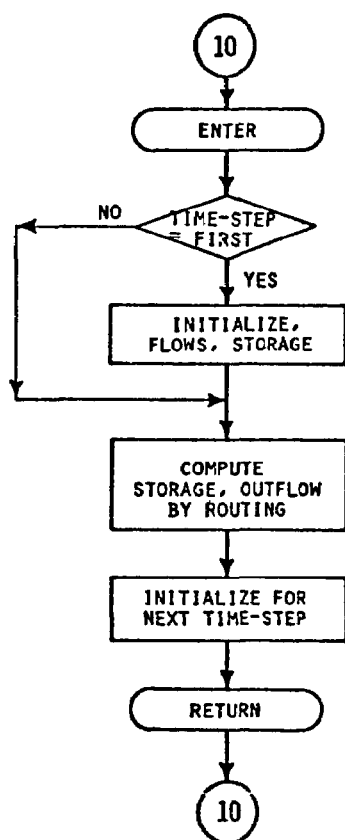 10
ENTER
NO
TIME-STEP
= FIRST
YES
INITIALIZE,
FLOWS, STORAGE
COMPUTE
STORAGE, OUTFLOW
BY ROUTING
INITIALIZE FOR
NEXT TIME-STEP
RETURN
10